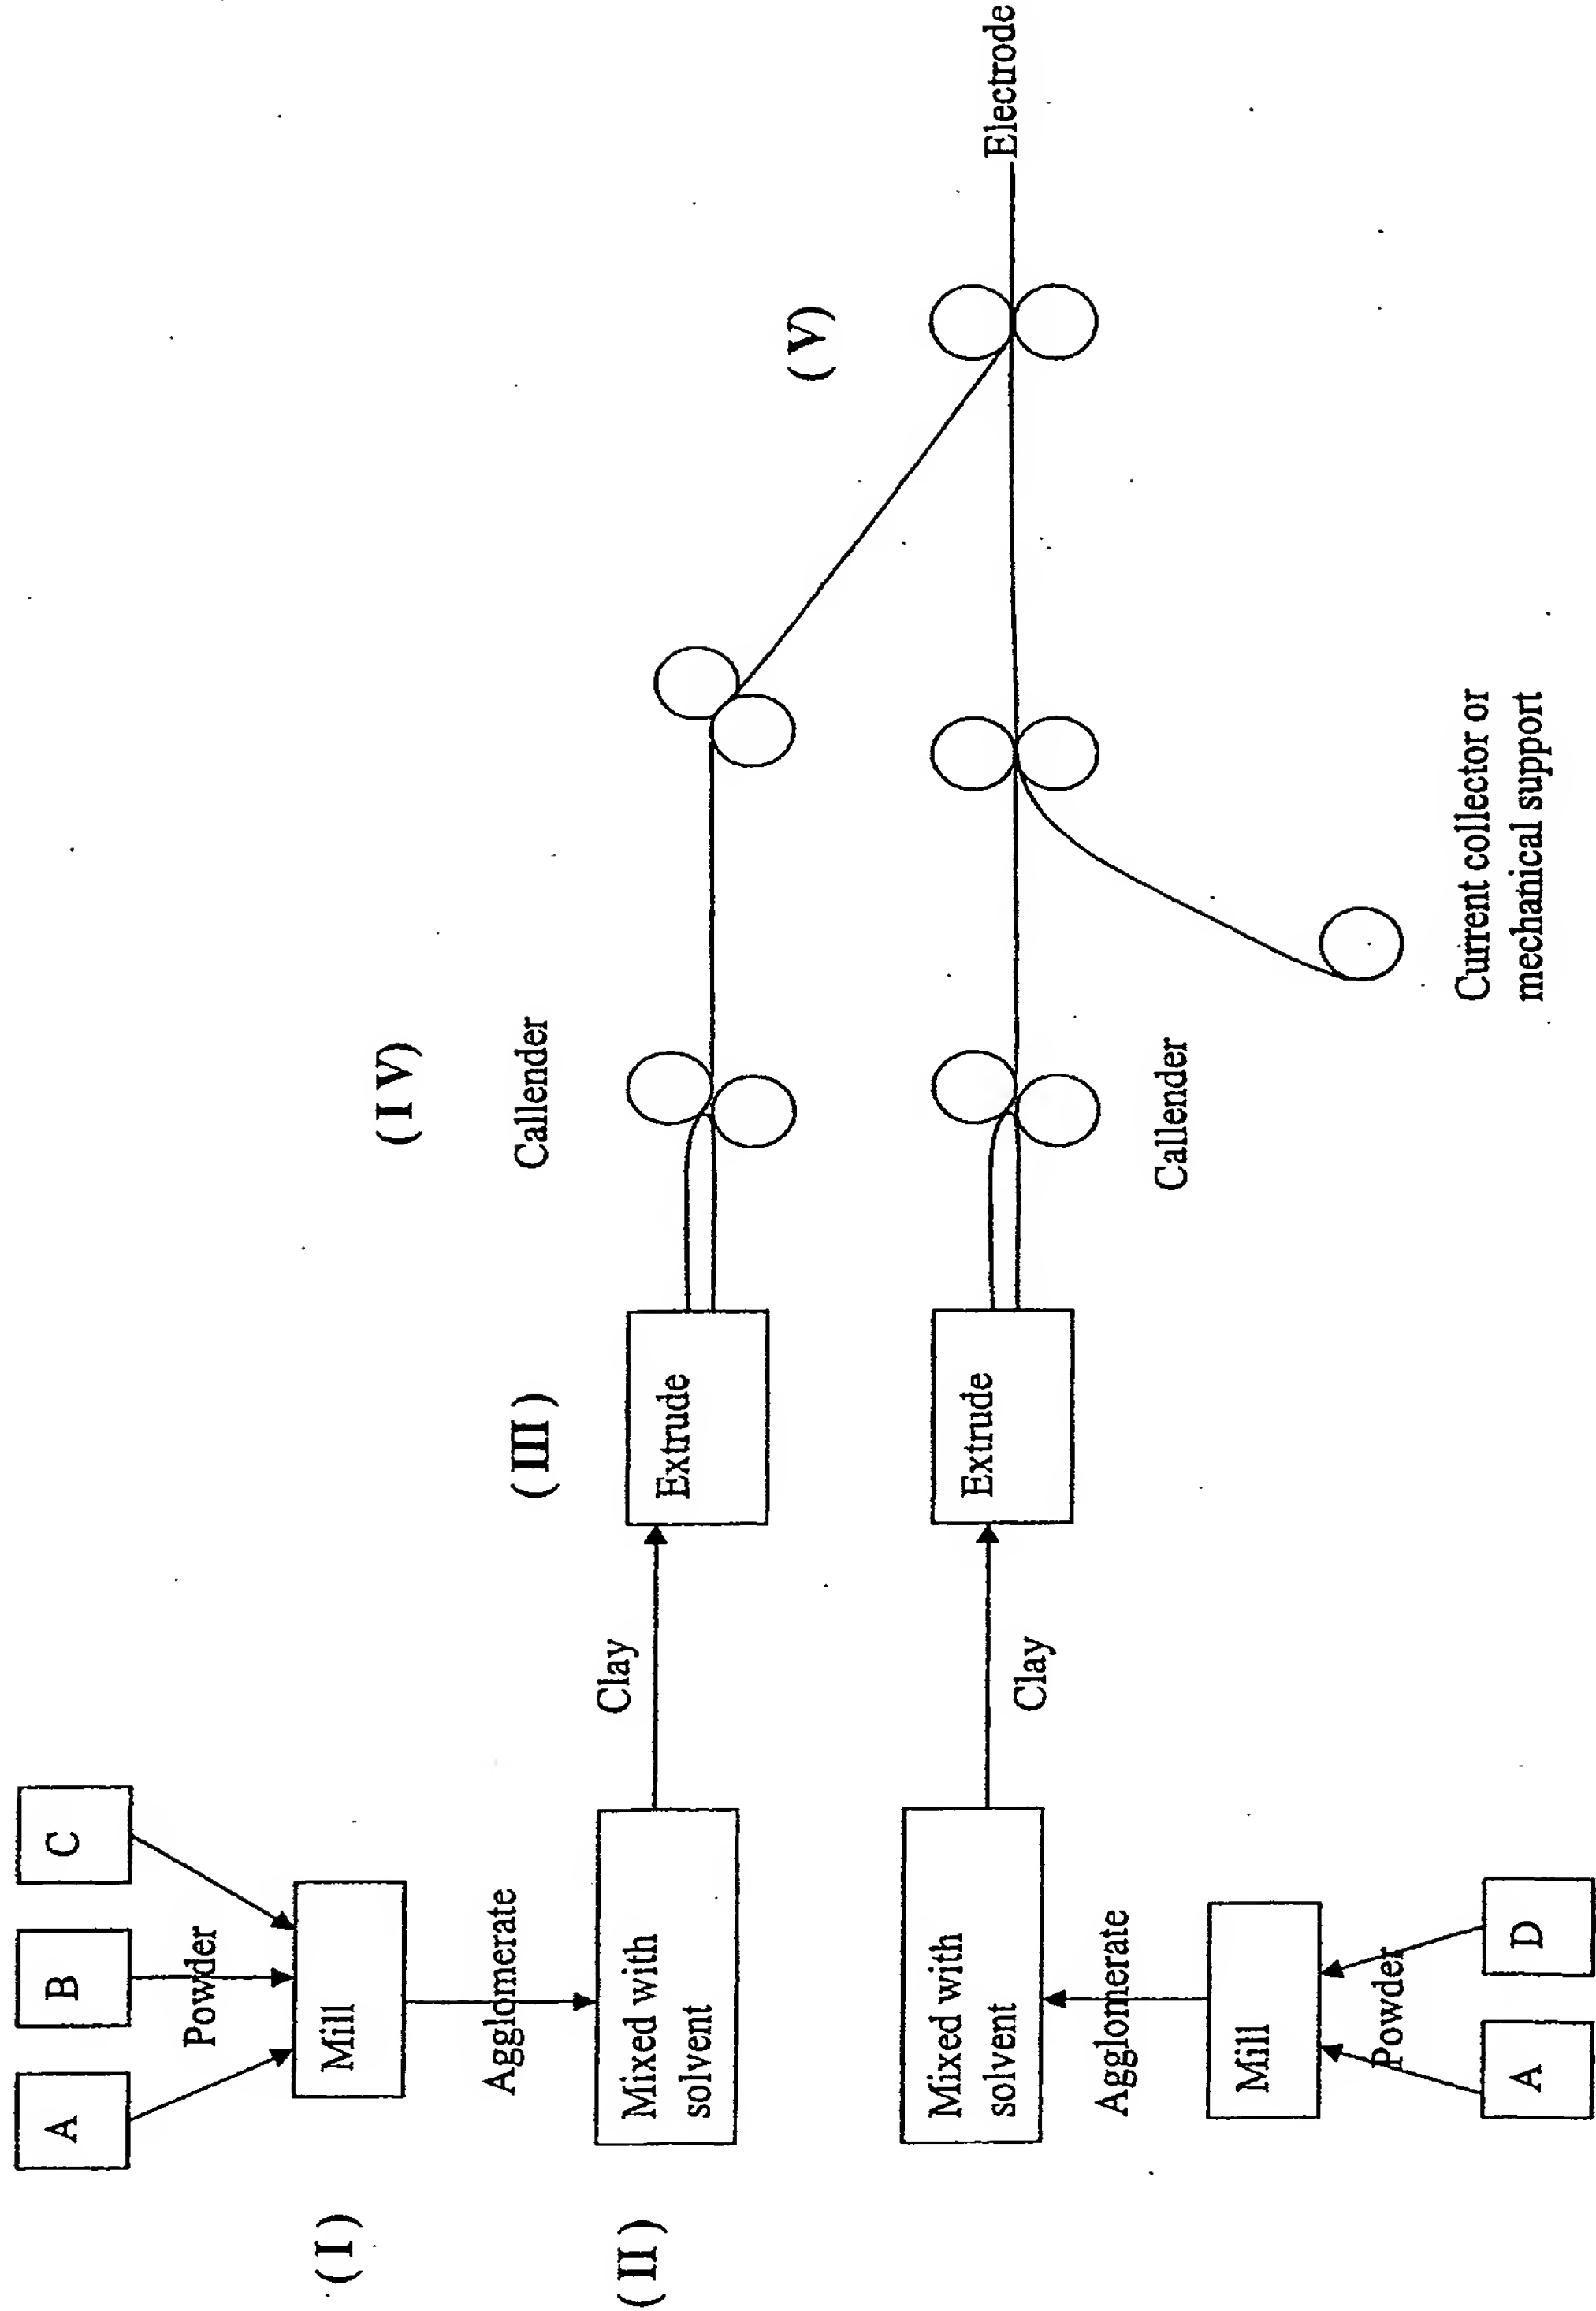 A
B
C
Powder
( I )
Mill
Agglomerate
( II )
Mixed with
solvent
Clay
( III )
Extrude
( I V )
Callender
( V )
Electrode
Mixed with
solvent
Clay
Extrude
Callender
Agglomerate
Mill
Powder
A
D
Current collector or
mechanical support